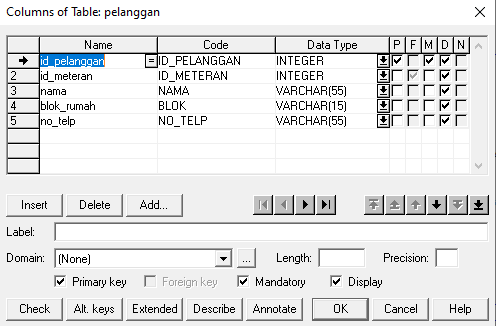 Columns of Table: pelanggan
Name Code Data Type P F M D N
id_pelanggan = ID_PELANGGAN INTEGER
2 id_meteran ID_METERAN INTEGER
3 nama NAMA VARCHAR(55)
4 blok_rumah BLOK VARCHAR(15)
5 no_telp NO_TELP VARCHAR(55)
Insert Delete Add...
Label:
Domain: (None) ... Length: Precision:
Primary key Foreign key Mandatory Display
Check Alt. keys Extended Describe Annotate OK Cancel Help